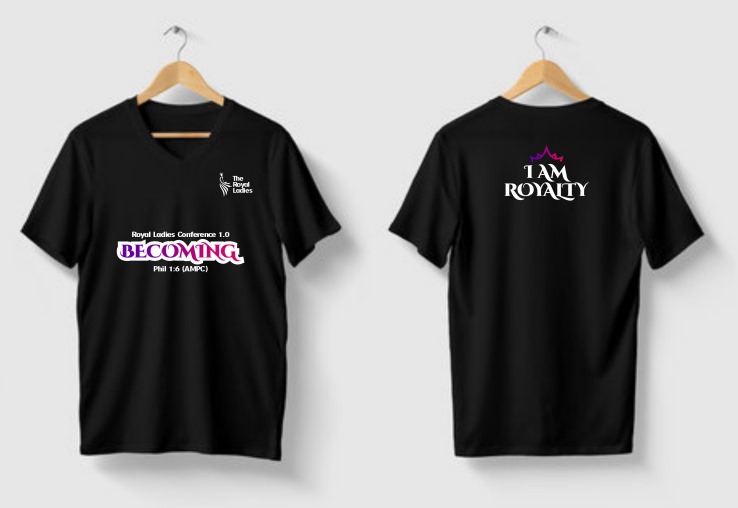 The
Royal
Ladies
Royal Ladies Conference 1.0
BECOMING
Phil 1:6 (AMPC)
I AM
ROYALTY